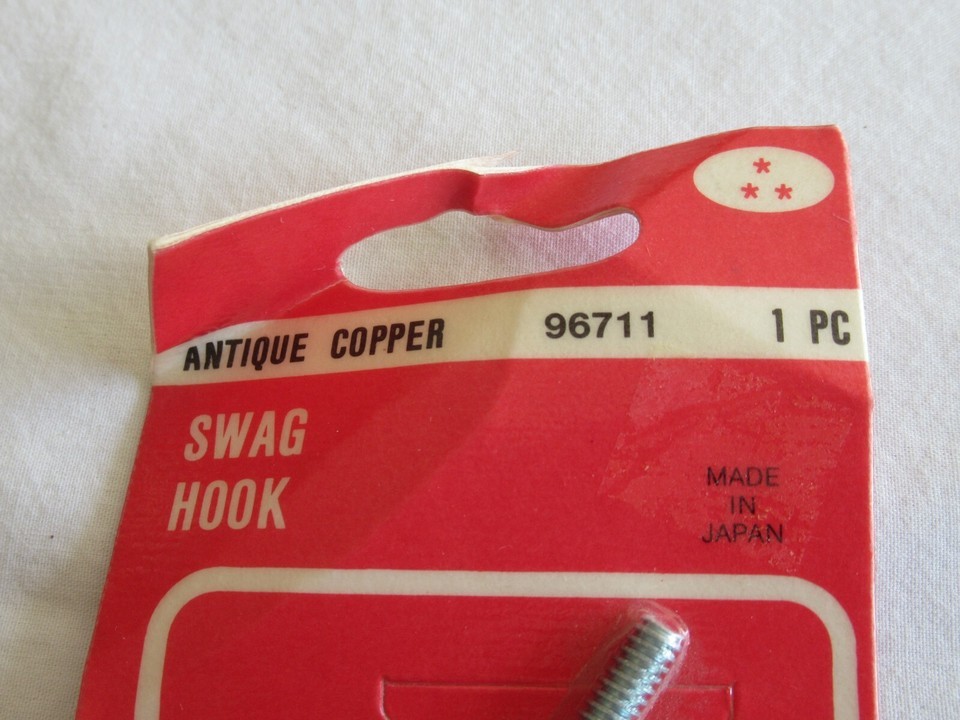 * 
* *
ANTIQUE COPPER 96711 1 PC
SWAG
HOOK
MADE
IN
JAPAN